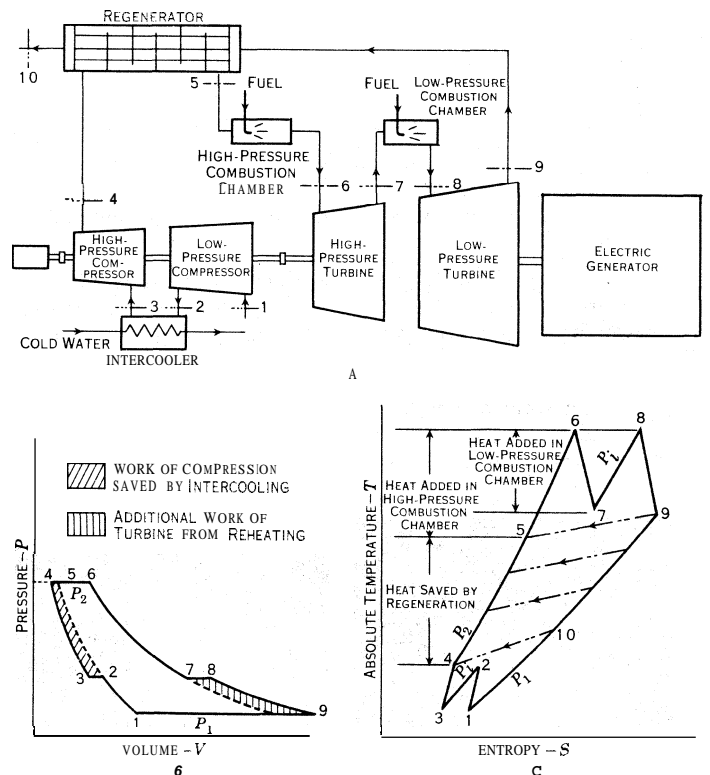 REGENERATOR
10
5
FUEL
FUEL
LOW-PRESSURE
COMBUSTION
CHAMBER
HIGH-PRESSURE
COMBUSTION
CHAMBER
4
6
7
8
9
HIGH-
PRESSURE
COM-
PRESSOR
LOW-
PRESSURE
COMPRESSOR
HIGH-
PRESSURE
TURBINE
LOW-
PRESSURE
TURBINE
ELECTRIC
GENERATOR
3
2
1
COLD WATER
INTERCOOLER
A
WORK OF COMPRESSION
SAVED BY INTERCOOLING
ADDITIONAL WORK OF
TURBINE FROM REHEATING
PRESSURE-P
4 5 6
P2
3
2
7 8
1
P1
9
VOLUME - V
6
ABSOLUTE TEMPERATURE-T
6
8
HEAT ADDED IN
LOW-PRESSURE
COMBUSTION
CHAMBER
Pi
HEAT ADDED IN
HIGH-PRESSURE
COMBUSTION
CHAMBER
7
9
5
HEAT SAVED BY
REGENERATION
P2
10
4
Pi
2
P1
3
1
ENTROPY - S
C